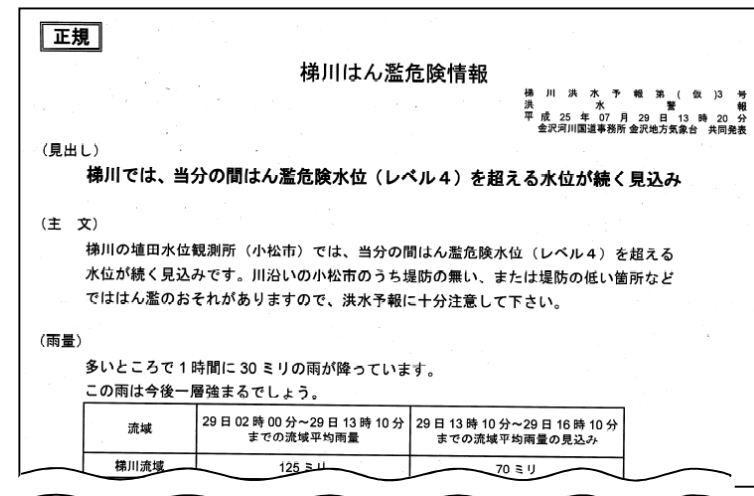 正規
梯川はん濫危険情報
梯川洪水予報第(仮)3号
洪水警報
平成25年07月29日13時20分
金沢河川国道事務所 金沢地方気象台 共同発表
(見出し)
梯川では、当分の間はん濫危険水位(レベル4)を超える水位が続く見込み
(主 文)
梯川の埴田水位観測所(小松市)では、当分の間はん濫危険水位(レベル4)を超える
水位が続く見込みです。川沿いの小松市のうち堤防の無い、または堤防の低い箇所など
でははん濫のおそれがありますので、洪水予報に十分注意して下さい。
(雨量)
多いところで1時間に30ミリの雨が降っています。
この雨は今後一層強まるでしょう。
流域 29日02時00分~29日13時10分 29日13時10分~29日16時10分
までの流域平均雨量 までの流域平均雨量の見込み
梯川流域 125ミリ 70ミリ